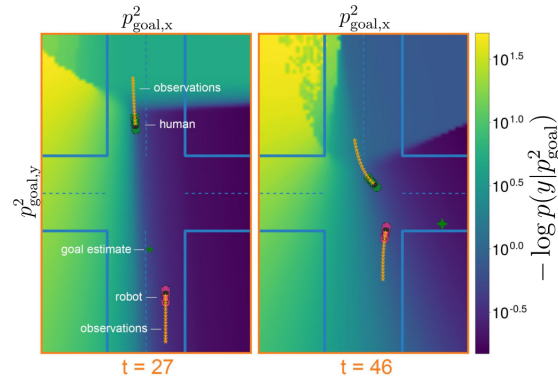 p²goal,x p²goal,x
p²goal,y
observations
human
goal estimate
robot
observations
t = 27 t = 46
10^1.5
10^1.0
10^0.5
10^0.0
10^-0.5
− log p(y|p²goal)